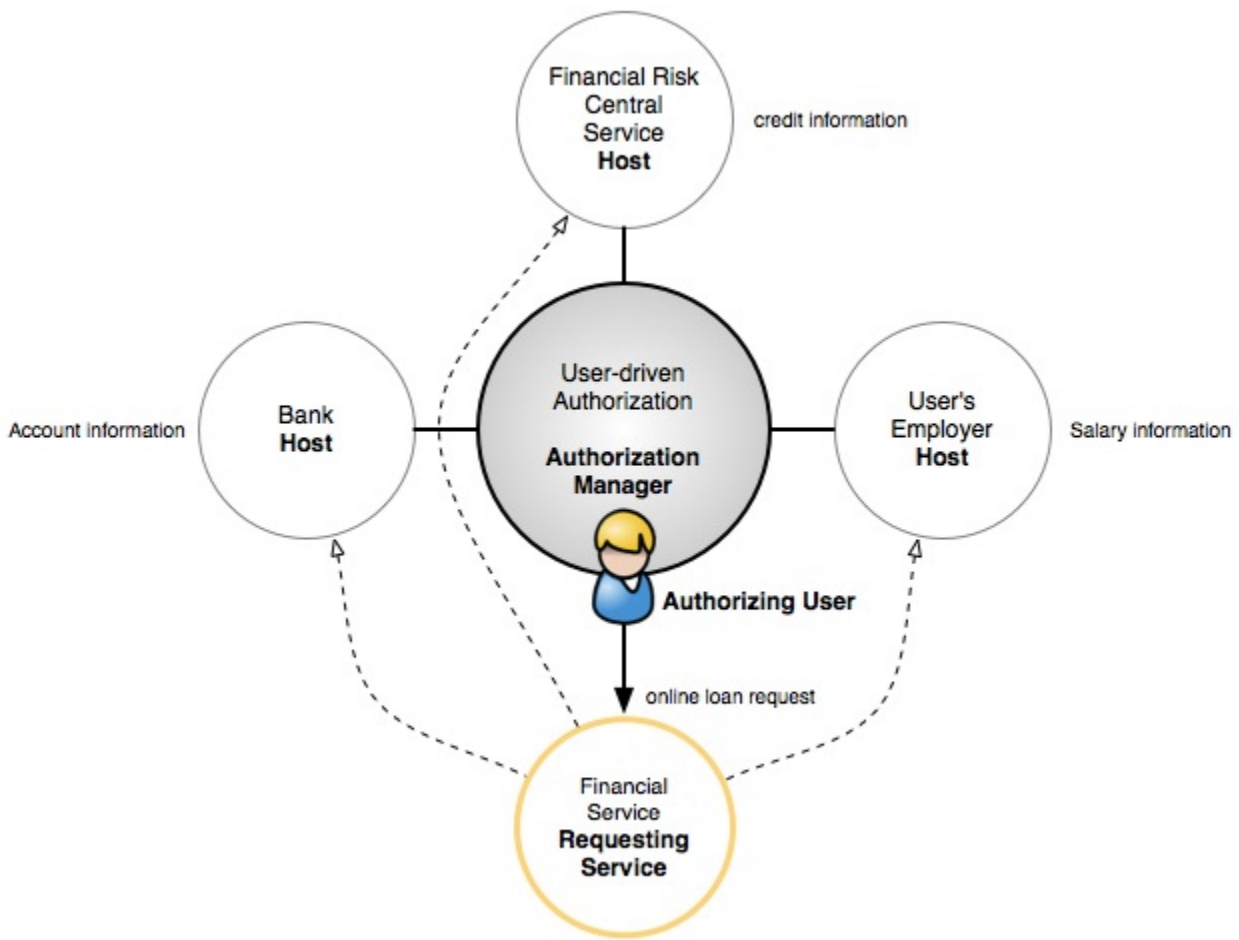 Financial Risk
Central
Service
Host
credit information
User-driven
Authorization
Authorization
Manager
Bank
Host
Account information
User's
Employer
Host
Salary information
Authorizing User
online loan request
Financial
Service
Requesting
Service